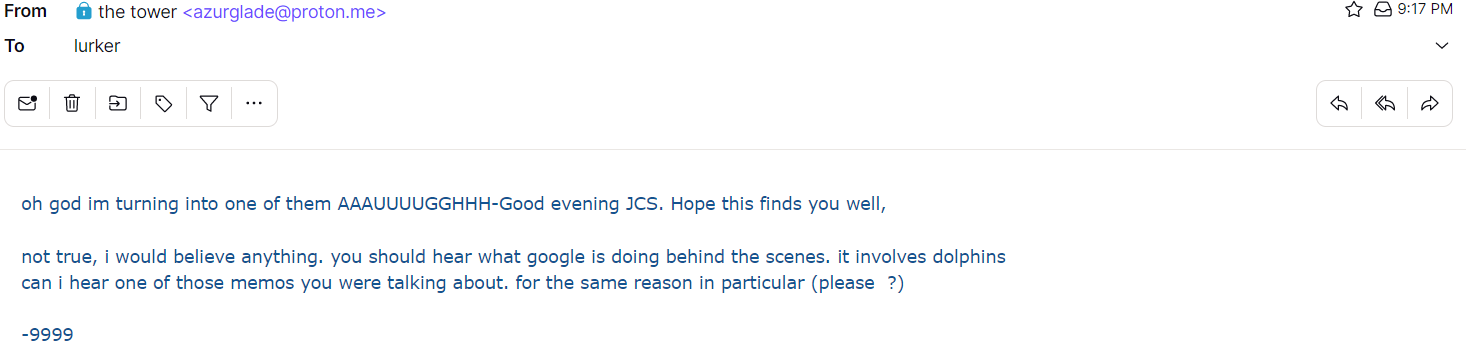 From the tower <azurglade@proton.me> 9:17 PM
To lurker
oh god im turning into one of them AAAUUUUGGHHH-Good evening JCS. Hope this finds you well,
not true, i would believe anything. you should hear what google is doing behind the scenes. it involves dolphins
can i hear one of those memos you were talking about. for the same reason in particular (please  ?)
-9999